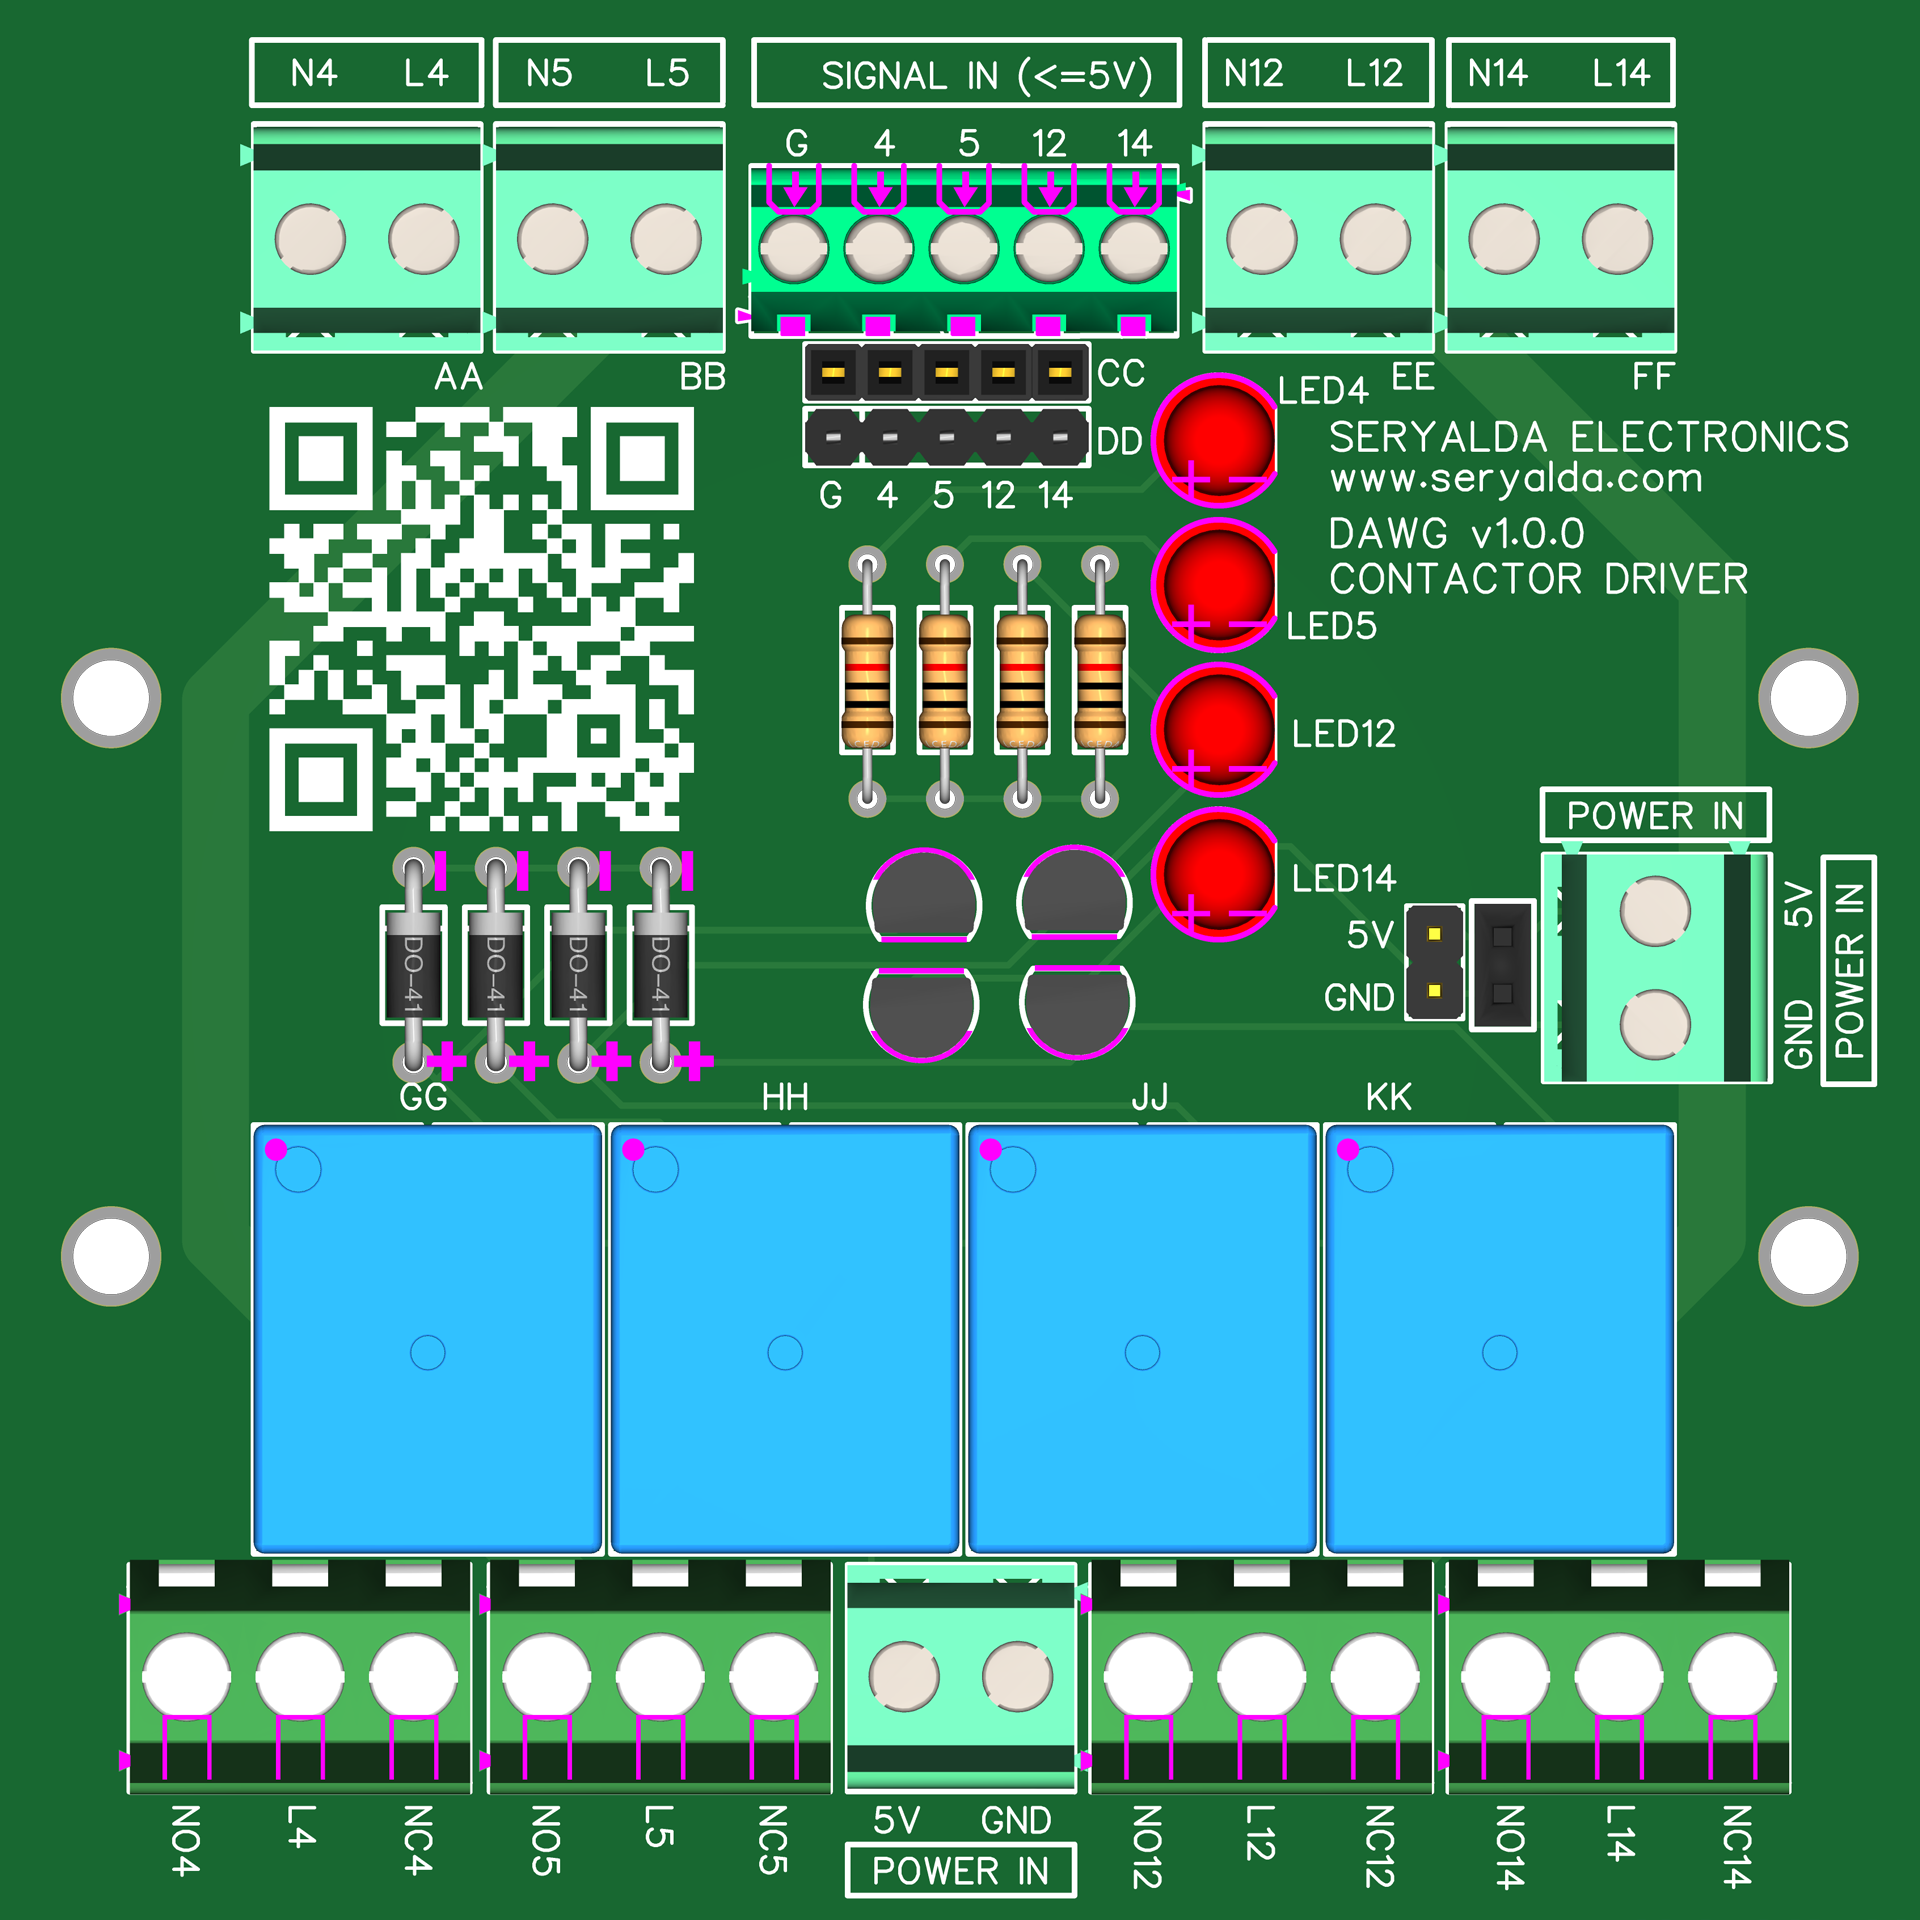 N4 L4 N5 L5 SIGNAL IN (<=5V) N12 L12 N14 L14
G 4 5 12 14
AA BB CC EE FF
DD
G 4 5 12 14
LED4
SERYALDA ELECTRONICS
www.seryalda.com
DAWG v1.0.0
CONTACTOR DRIVER
LED5
LED12
LED14
POWER IN
5V
GND
5V
GND
POWER IN
DO-41 DO-41 DO-41 DO-41
GG HH JJ KK
NO4 L4 NC4 NO5 L5 NC5 5V GND NO12 L12 NC12 NO14 L14 NC14
POWER IN